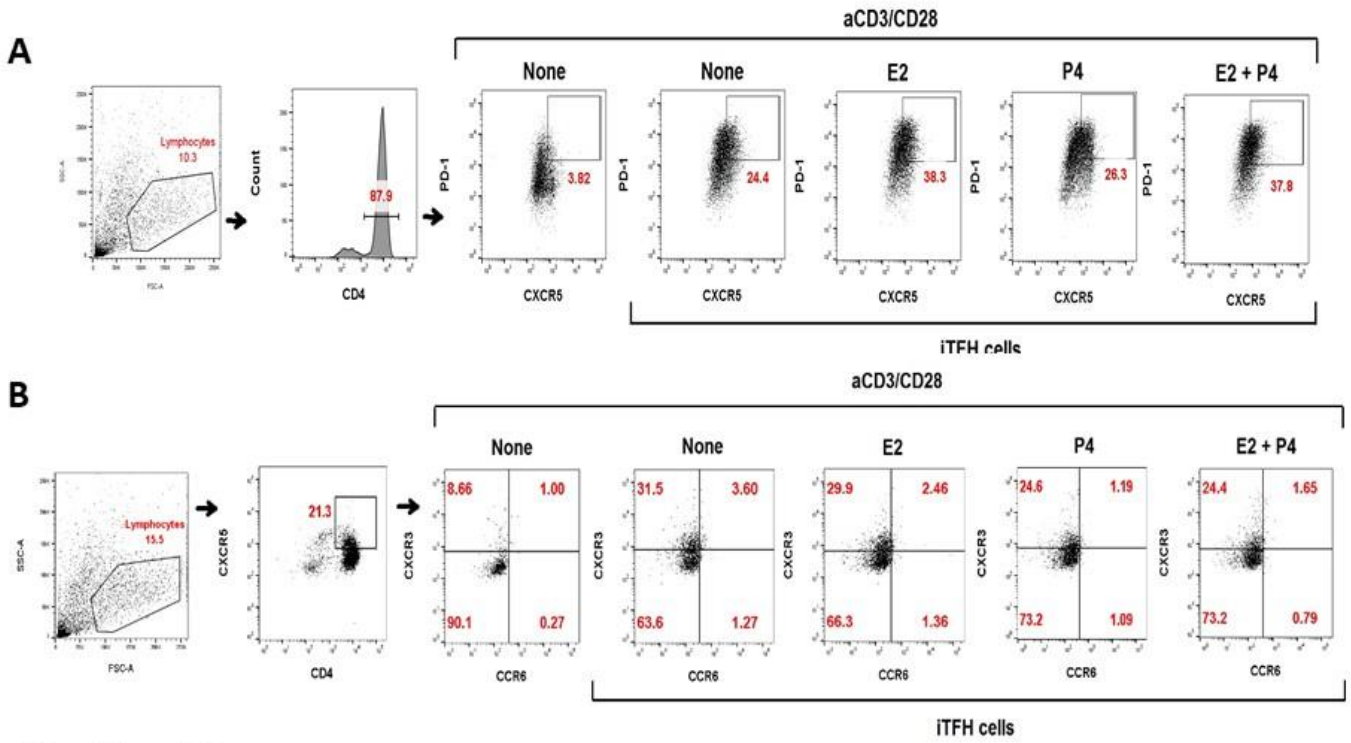 aCD3/CD28
A
None None E2 P4 E2 + P4
Lymphocytes
10.3
SSC-A
FSC-A
Count
87.9
CD4
PD-1
3.82
CXCR5
PD-1
24.4
CXCR5
PD-1
38.3
CXCR5
PD-1
26.3
CXCR5
PD-1
37.8
CXCR5
iTFH cells
aCD3/CD28
B
None None E2 P4 E2 + P4
Lymphocytes
15.5
SSC-A
FSC-A
CXCR5
21.3
CD4
CXCR3
8.66 1.00
90.1 0.27
CCR6
CXCR3
31.5 3.60
63.6 1.27
CCR6
CXCR3
29.9 2.46
66.3 1.36
CCR6
CXCR3
24.6 1.19
73.2 1.09
CCR6
CXCR3
24.4 1.65
73.2 0.79
CCR6
iTFH cells